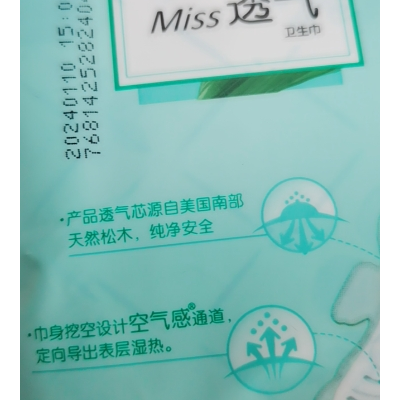 Miss 透气
卫生巾
20240110 15:0
7681425282404
·产品透气芯源自美国南部
天然松木，纯净安全
·巾身挖空设计空气感®通道，
定向导出表层湿热。